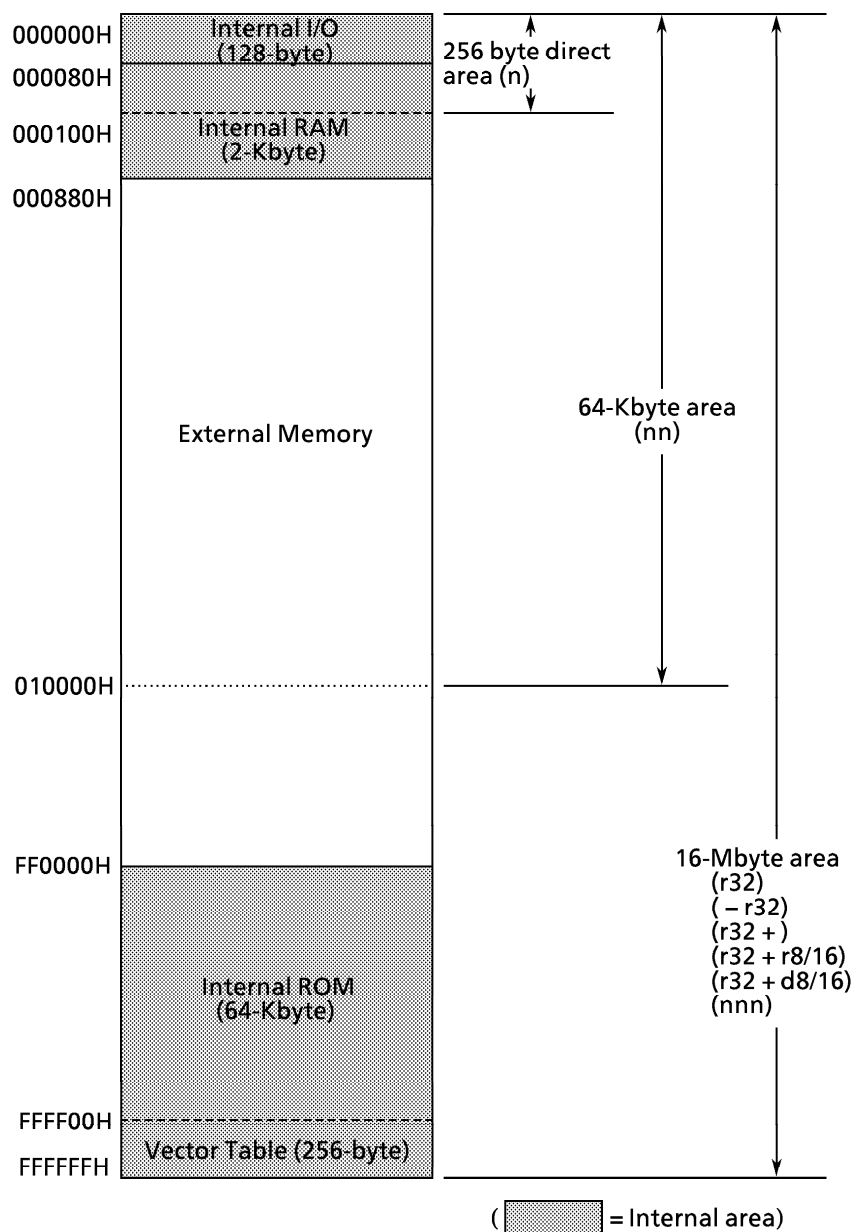 000000H
Internal I/O
(128-byte)
256 byte direct
area (n)
000080H
000100H
Internal RAM
(2-Kbyte)
000880H
64-Kbyte area
(nn)
External Memory
010000H
FF0000H
16-Mbyte area
(r32)
( – r32)
(r32 + )
(r32 + r8/16)
(r32 + d8/16)
(nnn)
Internal ROM
(64-Kbyte)
FFFF00H
Vector Table (256-byte)
FFFFFFH
( = Internal area)